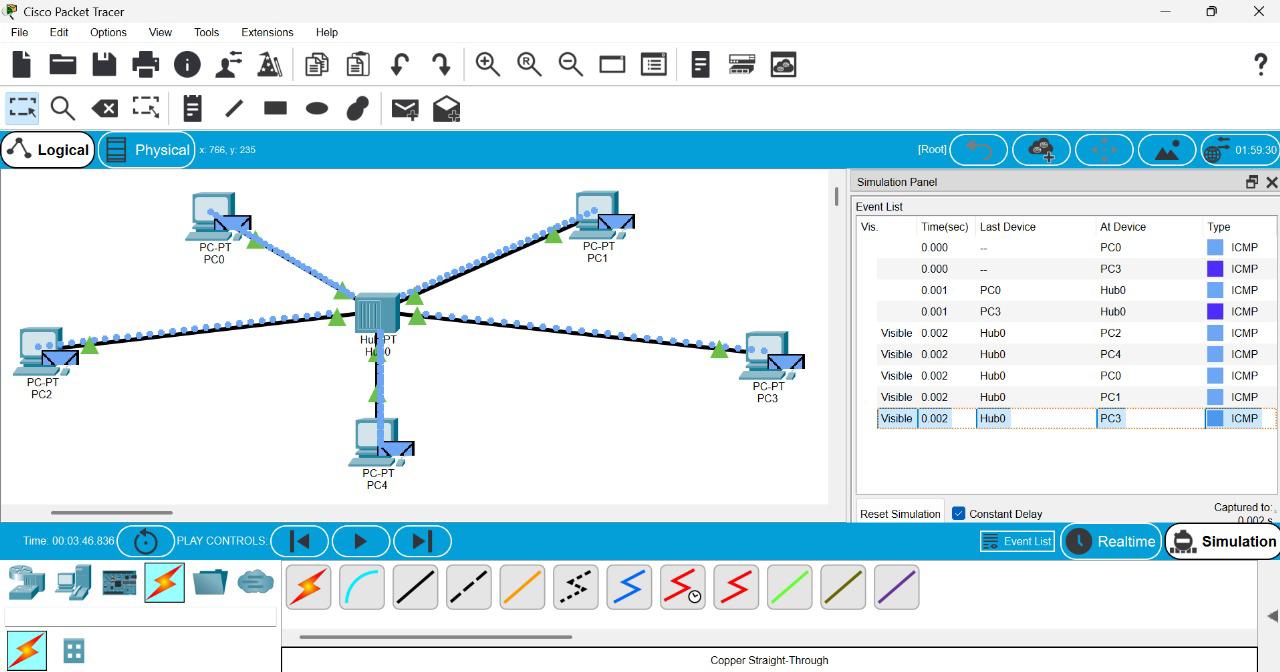 Cisco Packet Tracer
File Edit Options View Tools Extensions Help
R
?
Logical Physical x: 766, y: 235 [Root] 01:59:30
Simulation Panel
Event List
Vis. Time(sec) Last Device At Device Type
0.000 -- PC0 ICMP
0.000 -- PC3 ICMP
0.001 PC0 Hub0 ICMP
0.001 PC3 Hub0 ICMP
Visible 0.002 Hub0 PC2 ICMP
Visible 0.002 Hub0 PC4 ICMP
Visible 0.002 Hub0 PC0 ICMP
Visible 0.002 Hub0 PC1 ICMP
Visible 0.002 Hub0 PC3 ICMP
PC-PT
PC0
PC-PT
PC1
Hub-PT
Hub0
PC-PT
PC2
PC-PT
PC3
PC-PT
PC4
Reset Simulation Constant Delay Captured to:
0.002 s
Time: 00:03:46.836 PLAY CONTROLS: Event List Realtime Simulation
Copper Straight-Through